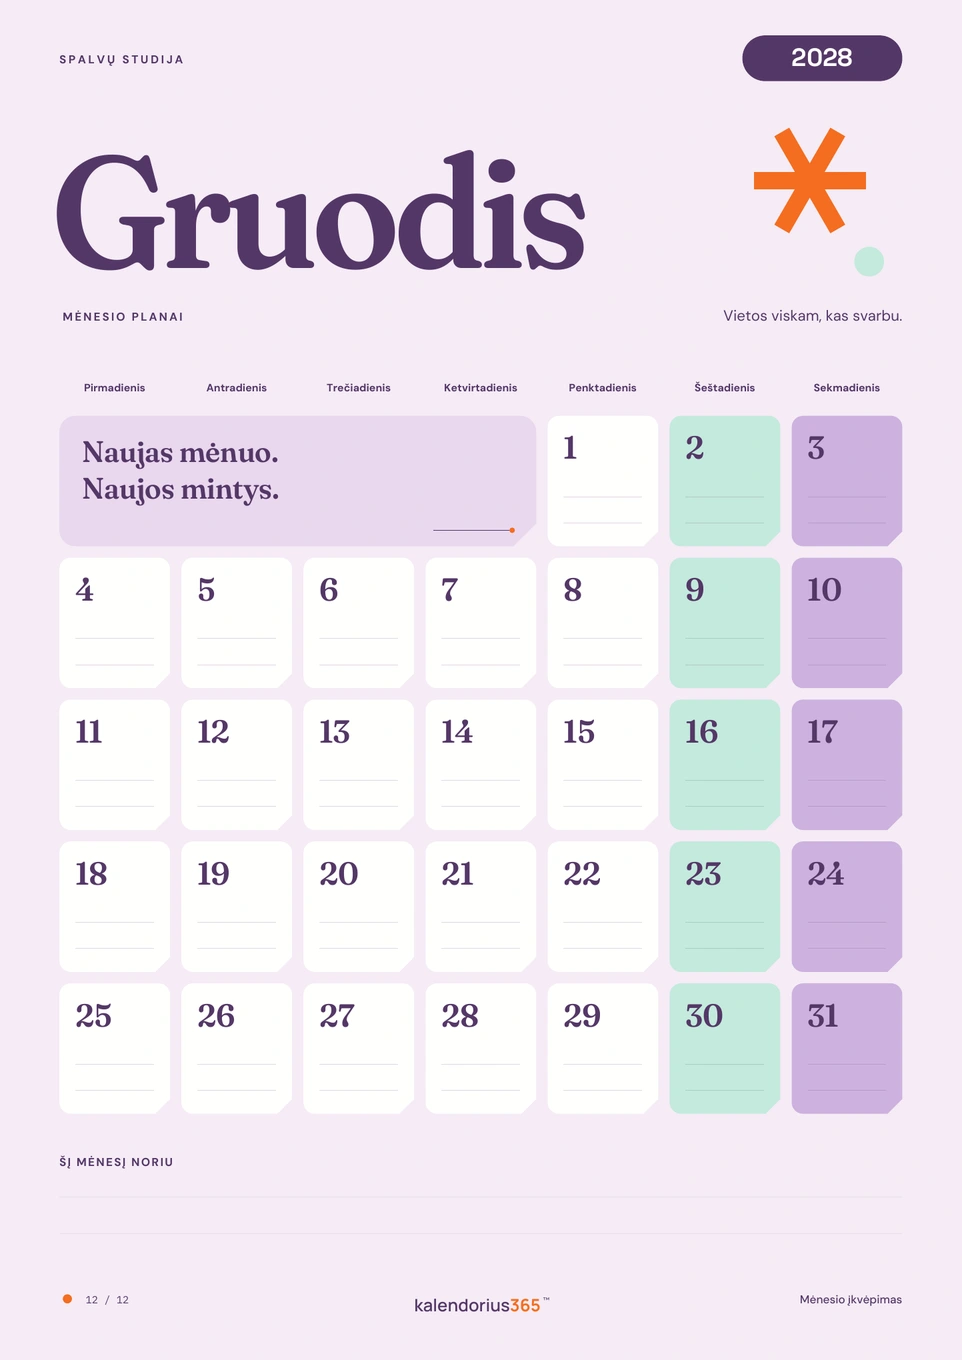 SPALVŲ STUDIJA
2028
Gruodis
MĖNESIO PLANAI
Vietos viskam, kas svarbu.
Pirmadienis Antradienis Trečiadienis Ketvirtadienis Penktadienis Šeštadienis Sekmadienis
Naujas mėnuo.
Naujos mintys.
1 2 3
4 5 6 7 8 9 10
11 12 13 14 15 16 17
18 19 20 21 22 23 24
25 26 27 28 29 30 31
ŠĮ MĖNESĮ NORIU
12 / 12
kalendorius365™
Mėnesio įkvėpimas